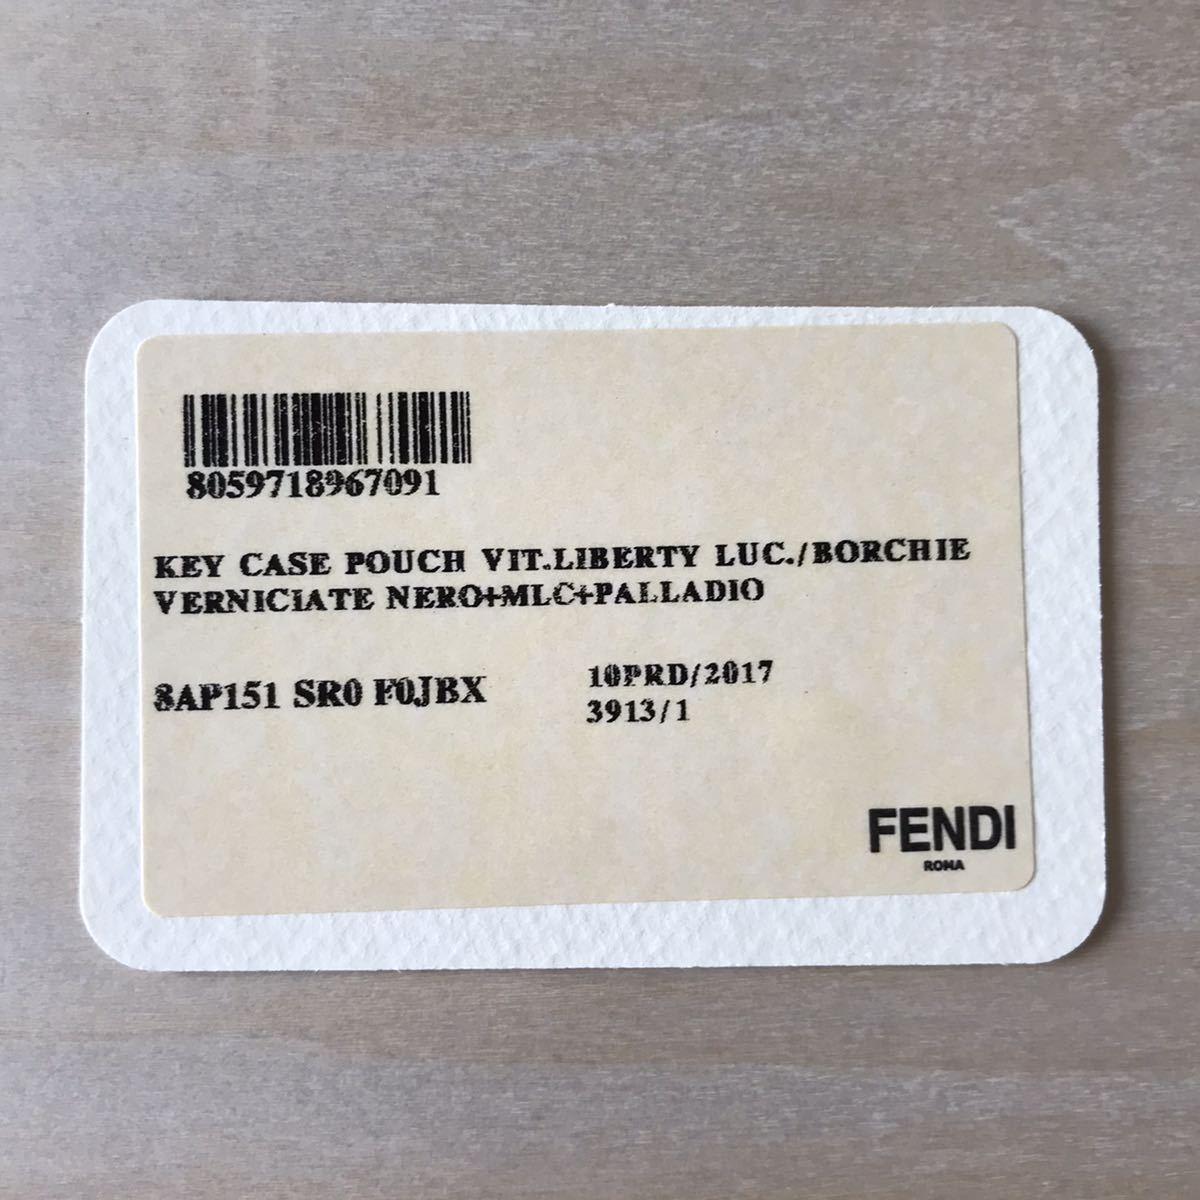 8059718967091
KEY CASE POUCH VIT.LIBERTY LUC./BORCHIE
VERNICIATE NERO+MLC+PALLADIO
8AP151 SR0 F0JBX
10PRD/2017
3913/1
FENDI
ROMA